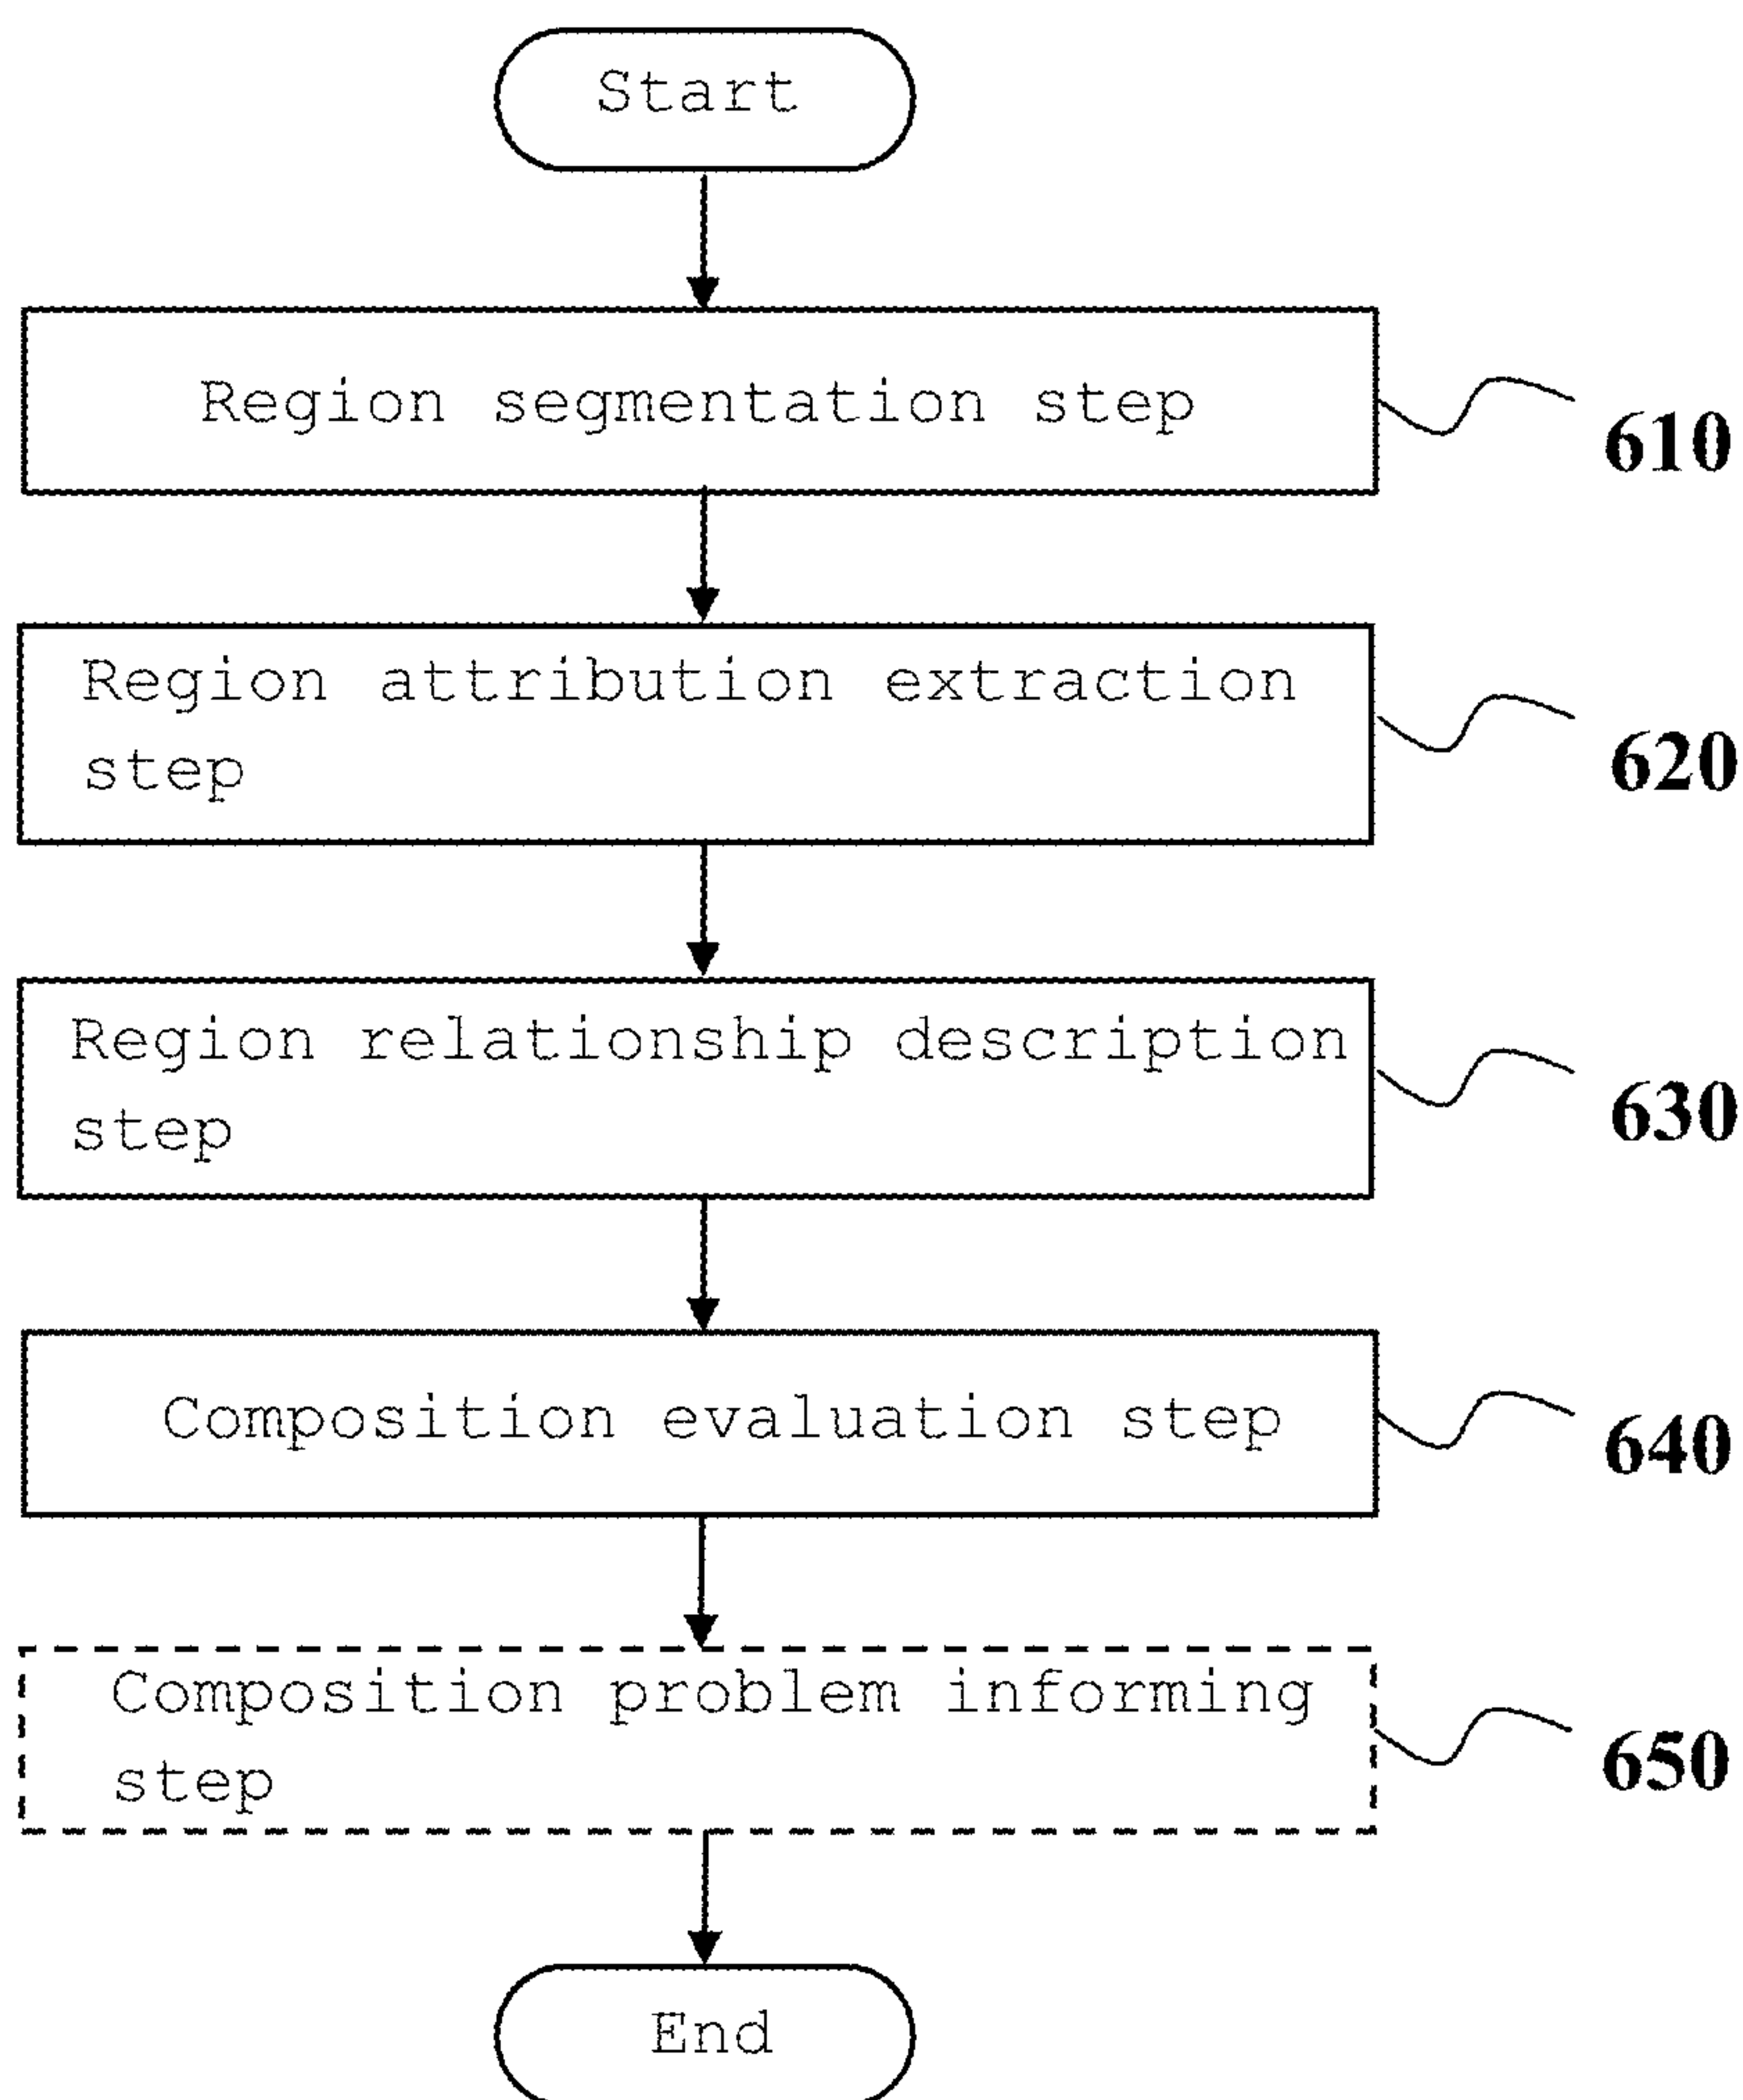 Start
Region segmentation step
610
Region attribution extraction
step
620
Region relationship description
step
630
Composition evaluation step
640
Composition problem informing
step
650
End